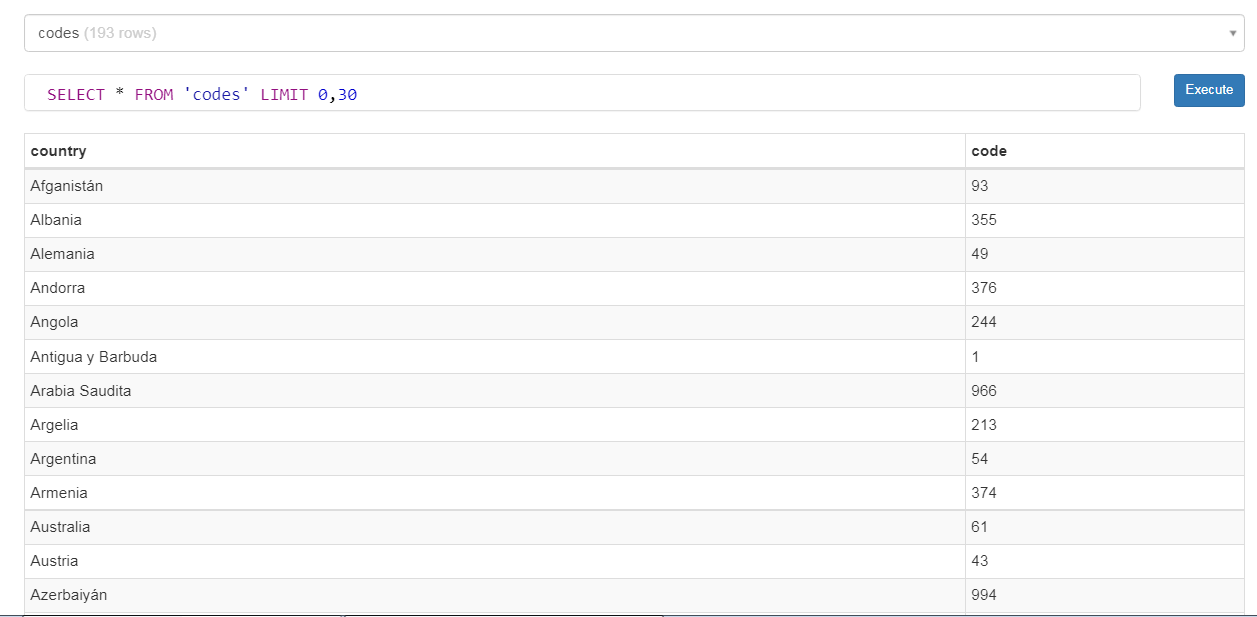 codes (193 rows)
SELECT * FROM 'codes' LIMIT 0,30
Execute
country code
Afganistán 93
Albania 355
Alemania 49
Andorra 376
Angola 244
Antigua y Barbuda 1
Arabia Saudita 966
Argelia 213
Argentina 54
Armenia 374
Australia 61
Austria 43
Azerbaiyán 994